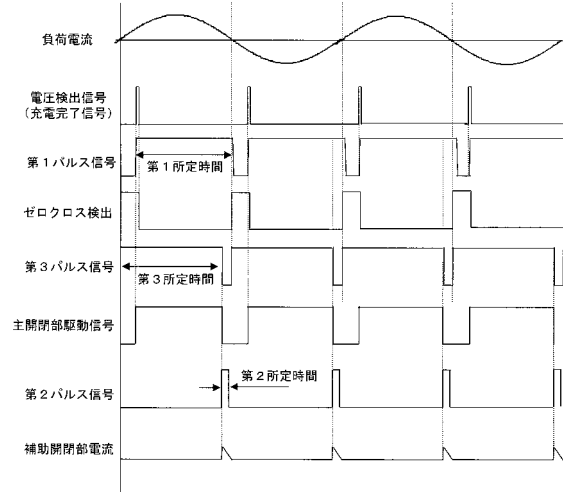 負荷電流
電圧検出信号
(充電完了信号)
第１パルス信号
第１所定時間
ゼロクロス検出
第３パルス信号
第３所定時間
主開閉部駆動信号
第２所定時間
第２パルス信号
補助開閉部電流